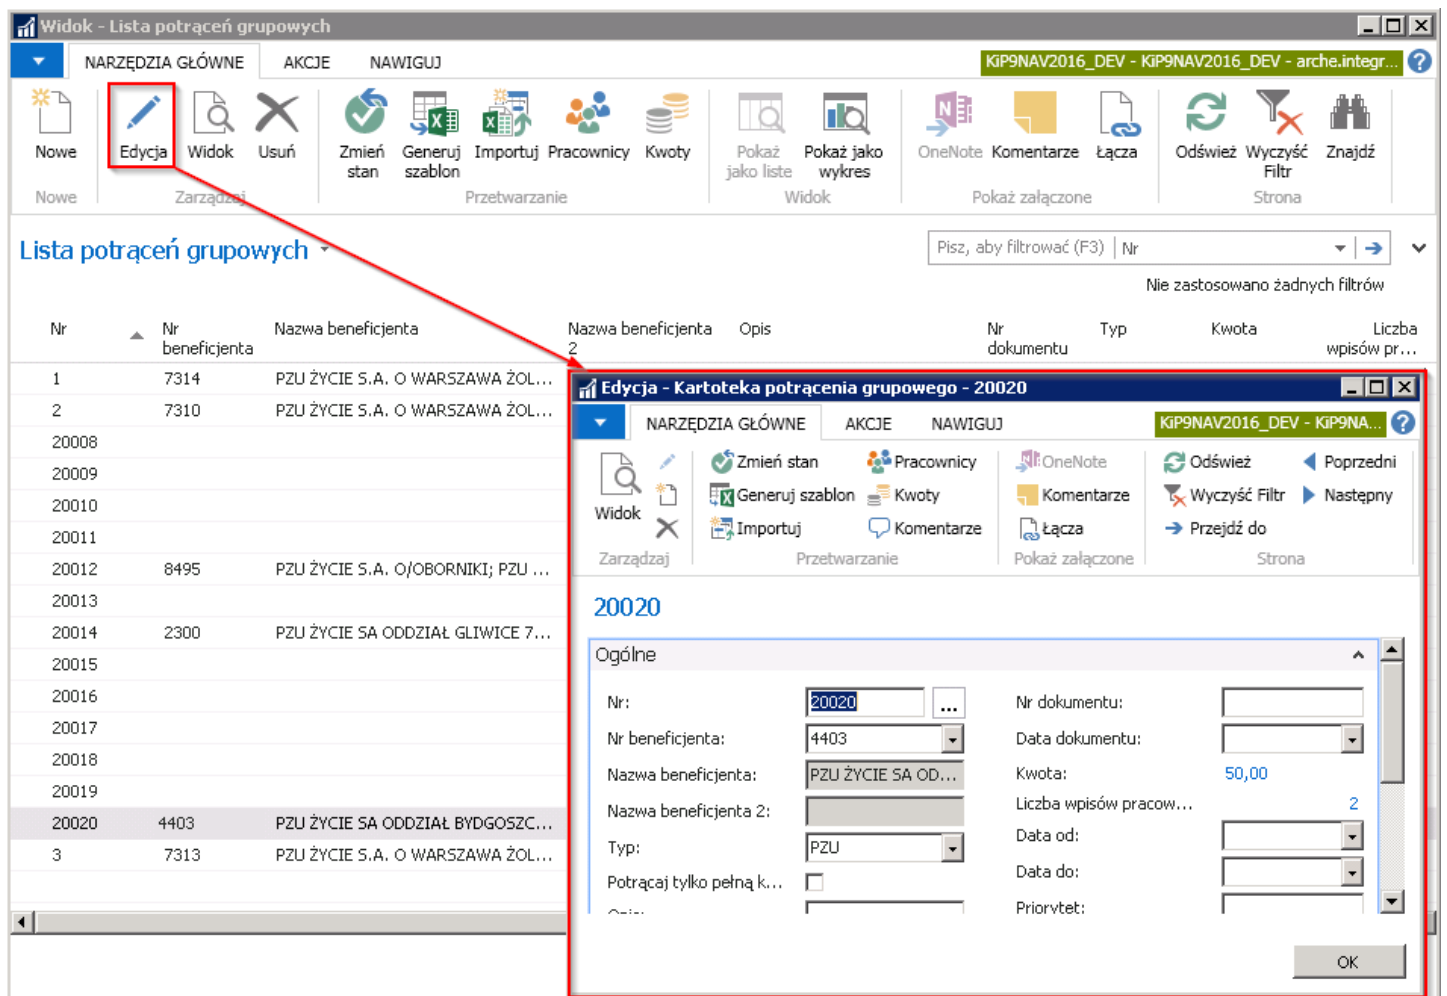 Widok - Lista potrąceń grupowych
NARZĘDZIA GŁÓWNE AKCJE NAWIGUJ KiP9NAV2016_DEV - KiP9NAV2016_DEV - arche.integr... ?
Nowe Edycja Widok Usuń Zmień stan Generuj szablon Importuj Pracownicy Kwoty Pokaż jako liste Pokaż jako wykres OneNote Komentarze Łącza Odśwież Wyczyść Filtr Znajdź
Nowe Zarządzaj Przetwarzanie Widok Pokaż załączone Strona
Lista potrąceń grupowych
Pisz, aby filtrować (F3) Nr
Nie zastosowano żadnych filtrów
Nr Nr beneficjenta Nazwa beneficjenta Nazwa beneficjenta 2 Opis Nr dokumentu Typ Kwota Liczba wpisów pr...
1 7314 PZU ŻYCIE S.A. O WARSZAWA ŻOL...
2 7310 PZU ŻYCIE S.A. O WARSZAWA ŻOL...
20008
20009
20010
20011
20012 8495 PZU ŻYCIE S.A. O/OBORNIKI; PZU ...
20013
20014 2300 PZU ŻYCIE SA ODDZIAŁ GLIWICE 7...
20015
20016
20017
20018
20019
20020 4403 PZU ŻYCIE SA ODDZIAŁ BYDGOSZC...
3 7313 PZU ŻYCIE S.A. O WARSZAWA ŻOL...
Edycja - Kartoteka potrącenia grupowego - 20020
NARZĘDZIA GŁÓWNE AKCJE NAWIGUJ KiP9NAV2016_DEV - KiP9NA... ?
Widok Zmień stan Pracownicy OneNote Odśwież Poprzedni
Generuj szablon Kwoty Komentarze Wyczyść Filtr Następny
Importuj Komentarze Łącza Przejdź do
Zarządzaj Przetwarzanie Pokaż załączone Strona
20020
Ogólne
Nr: 20020 ... Nr dokumentu:
Nr beneficjenta: 4403 Data dokumentu:
Nazwa beneficjenta: PZU ŻYCIE SA OD... Kwota: 50,00
Nazwa beneficjenta 2: Liczba wpisów pracow... 2
Typ: PZU Data od:
Potrącaj tylko pełną k... Data do:
Opis: Priorytet:
OK